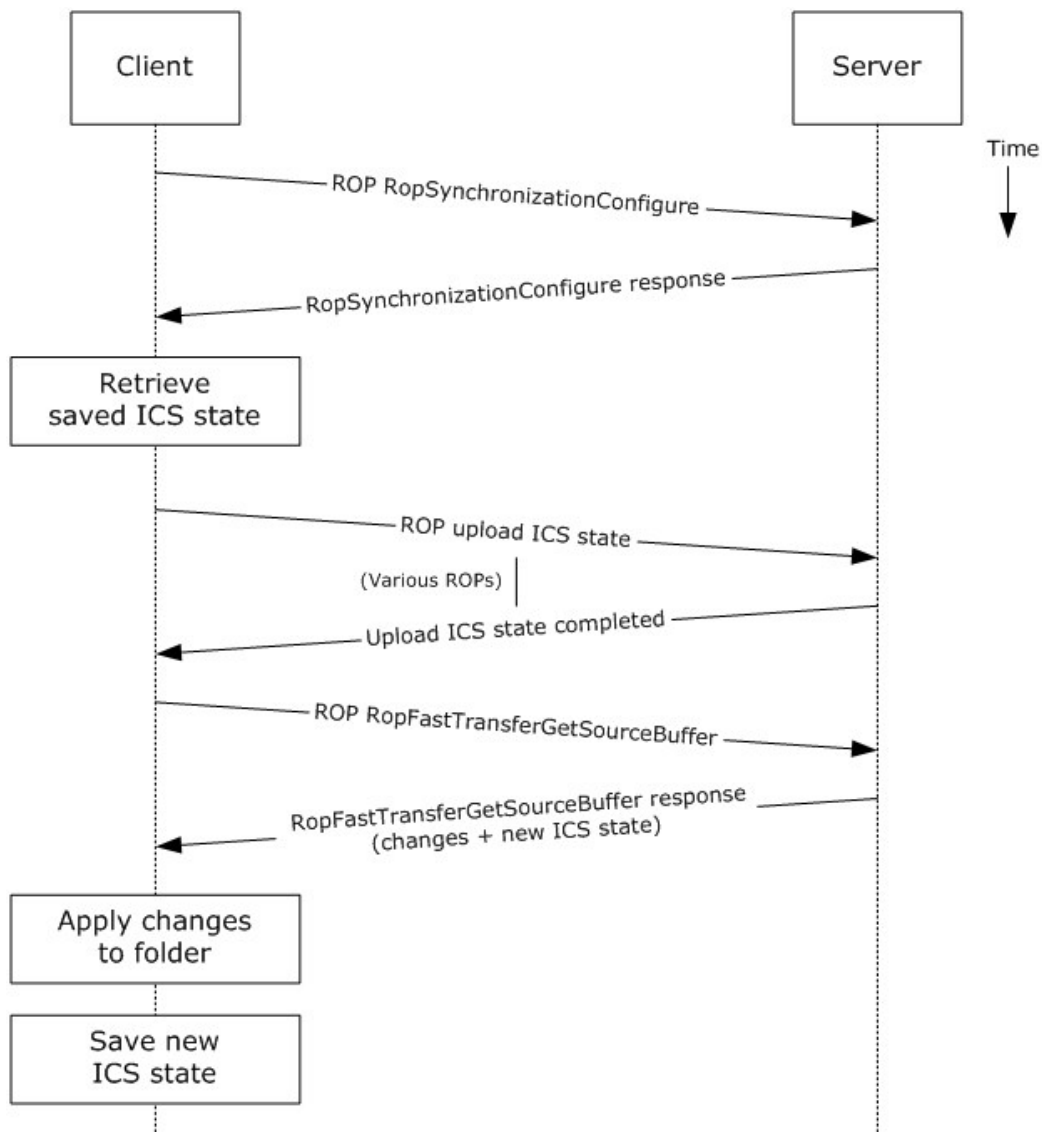 Client
Server
Time
ROP RopSynchronizationConfigure
RopSynchronizationConfigure response
Retrieve
saved ICS state
ROP upload ICS state
(Various ROPs)
Upload ICS state completed
ROP RopFastTransferGetSourceBuffer
RopFastTransferGetSourceBuffer response
(changes + new ICS state)
Apply changes
to folder
Save new
ICS state